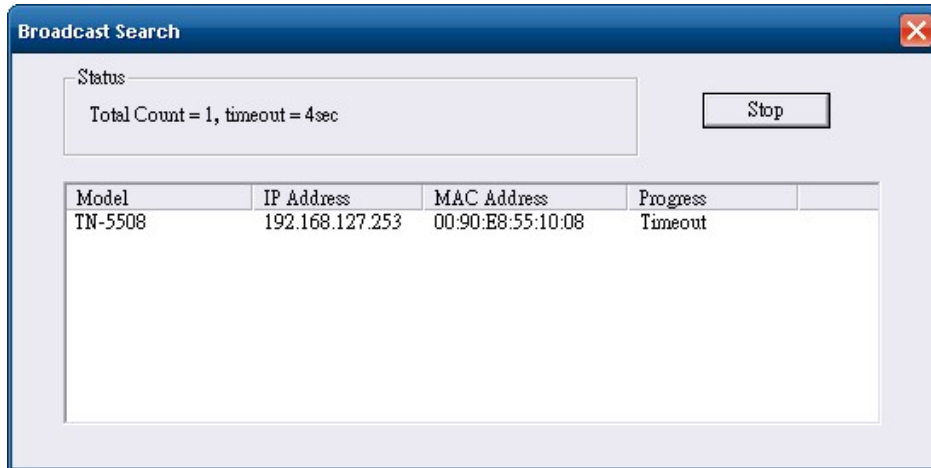 Broadcast Search
Status
Total Count = 1, timeout = 4sec
Stop
Model IP Address MAC Address Progress
TN-5508 192.168.127.253 00:90:E8:55:10:08 Timeout